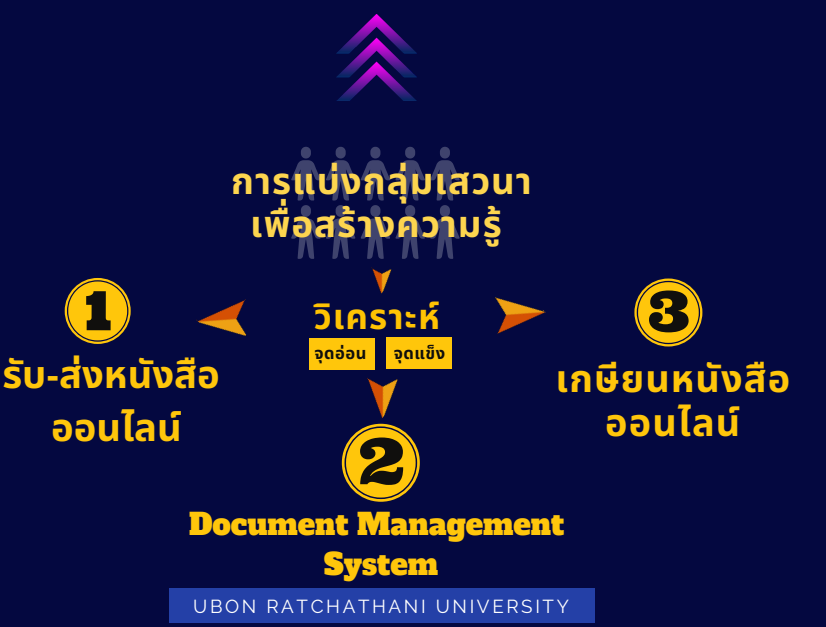 การแบ่งกลุ่มเสวนา
เพื่อสร้างความรู้
วิเคราะห์
จุดอ่อน จุดแข็ง
1
รับ-ส่งหนังสือ
ออนไลน์
2
Document Management
System
3
เกษียนหนังสือ
ออนไลน์
UBON RATCHATHANI UNIVERSITY